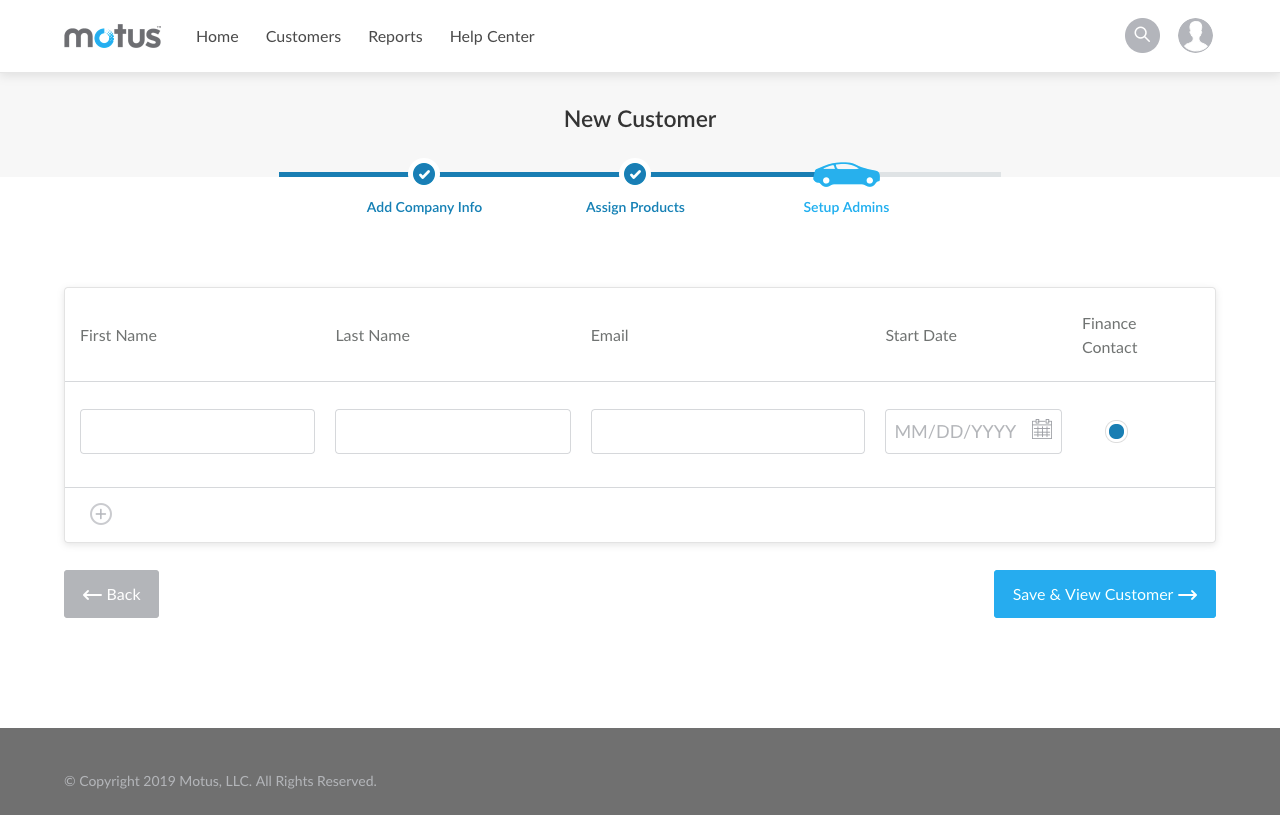 motus™ Home Customers Reports Help Center
New Customer
Add Company Info Assign Products Setup Admins
First Name Last Name Email Start Date Finance Contact
MM/DD/YYYY
Back Save & View Customer
© Copyright 2019 Motus, LLC. All Rights Reserved.